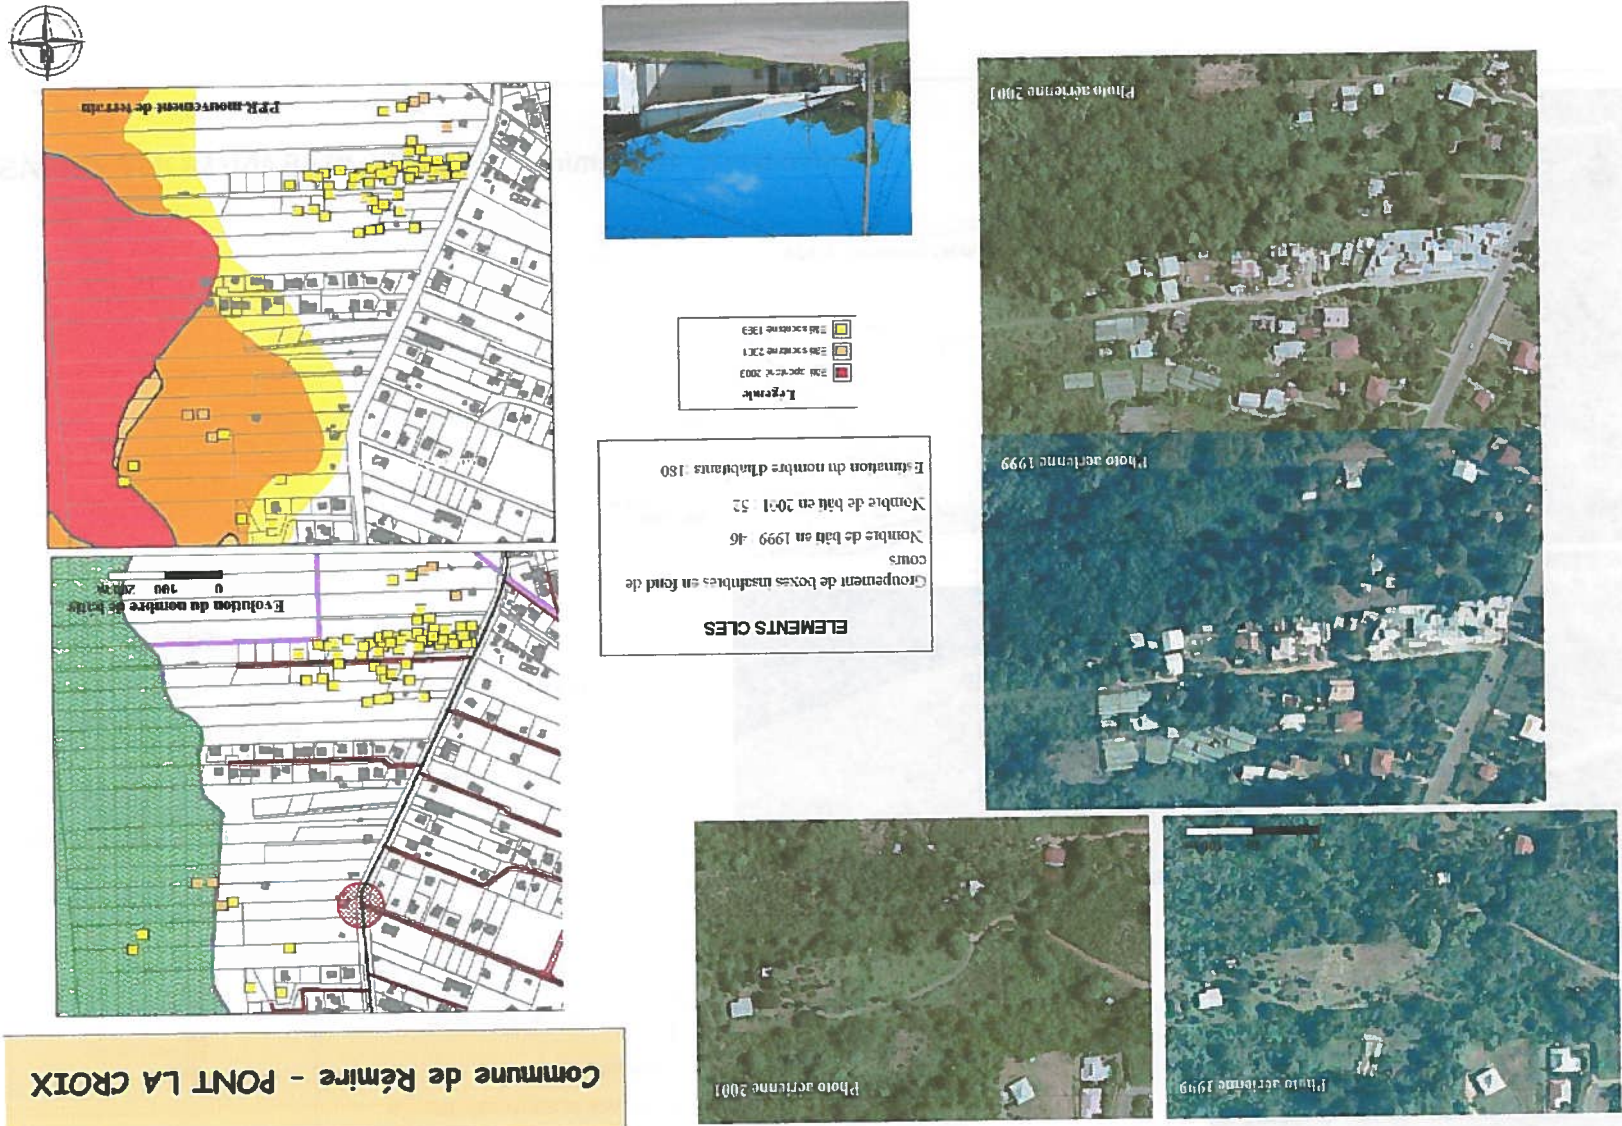 Commune de Rémire - PONT LA CROIX
Photo aérienne 2001
Photo aérienne 1999
Evolution du nombre de batis
0 100 200 m
ELEMENTS CLES
Groupement de boxes insalubres en fond de
cours
Nombre de bâti en 1999 : 46
Nombre de bâti en 2001 : 52
Estimation du nombre d'habitants : 180
Photo aérienne 1999
Légende
PPR mouvement de terrain
Photo aérienne 2001